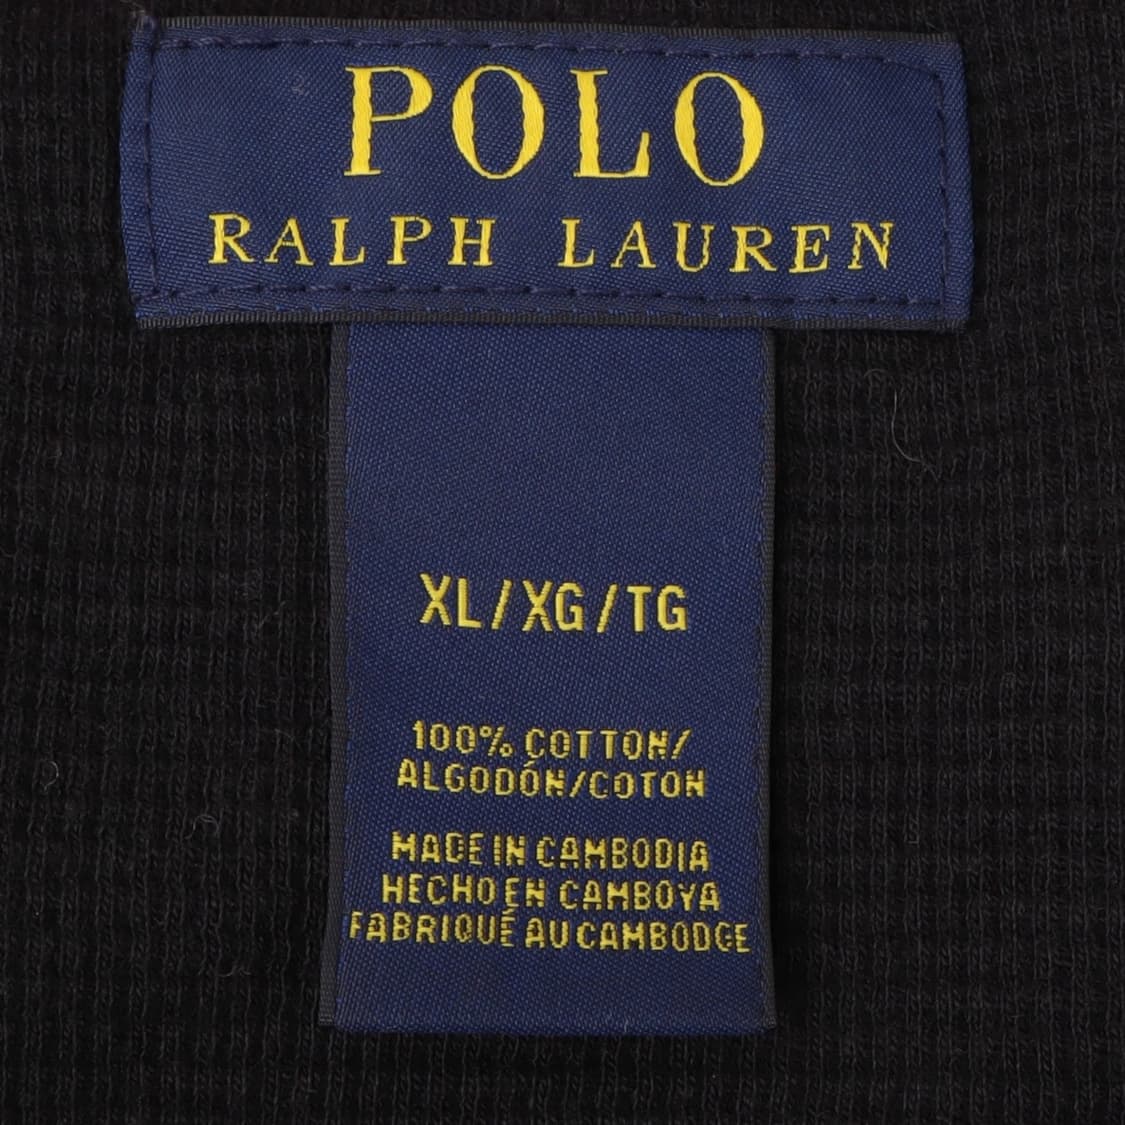 POLO
RALPH LAUREN
XL/XG/TG
100% COTTON/
ALGODÓN/COTON
MADE IN CAMBODIA
HECHO EN CAMBOYA
FABRIQUÉ AU CAMBODGE